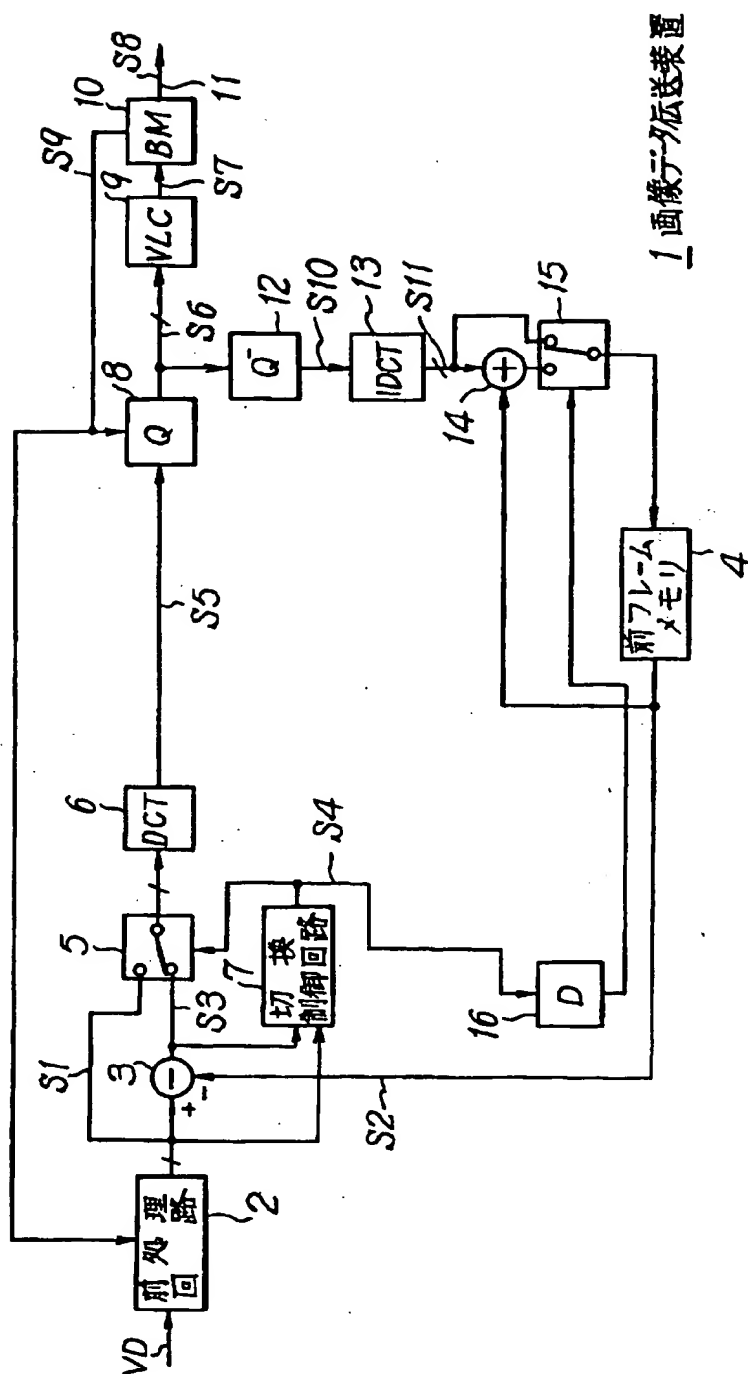 VD
前処理
回路
2
S1
3
+
-
−
S2
S3
5
切換
制御回路
7
S4
6
DCT
16
D
S5
8
Q
S6
9
VLC
S7
10
BM
S8
11
S9
12
Q⁻
S10
13
IDCT
S11
14
+
15
前フレーム
メモリ
4
1 画像データ伝送装置